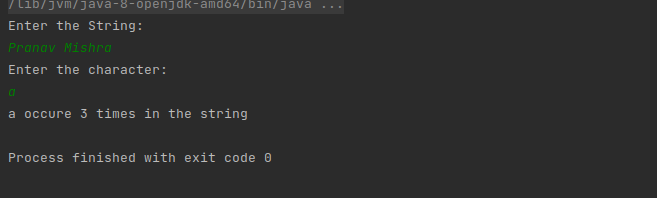 /lib/jvm/java-8-openjdk-amd64/bin/java ...
Enter the String:
Pranav Mishra
Enter the character:
a
a occure 3 times in the string
Process finished with exit code 0